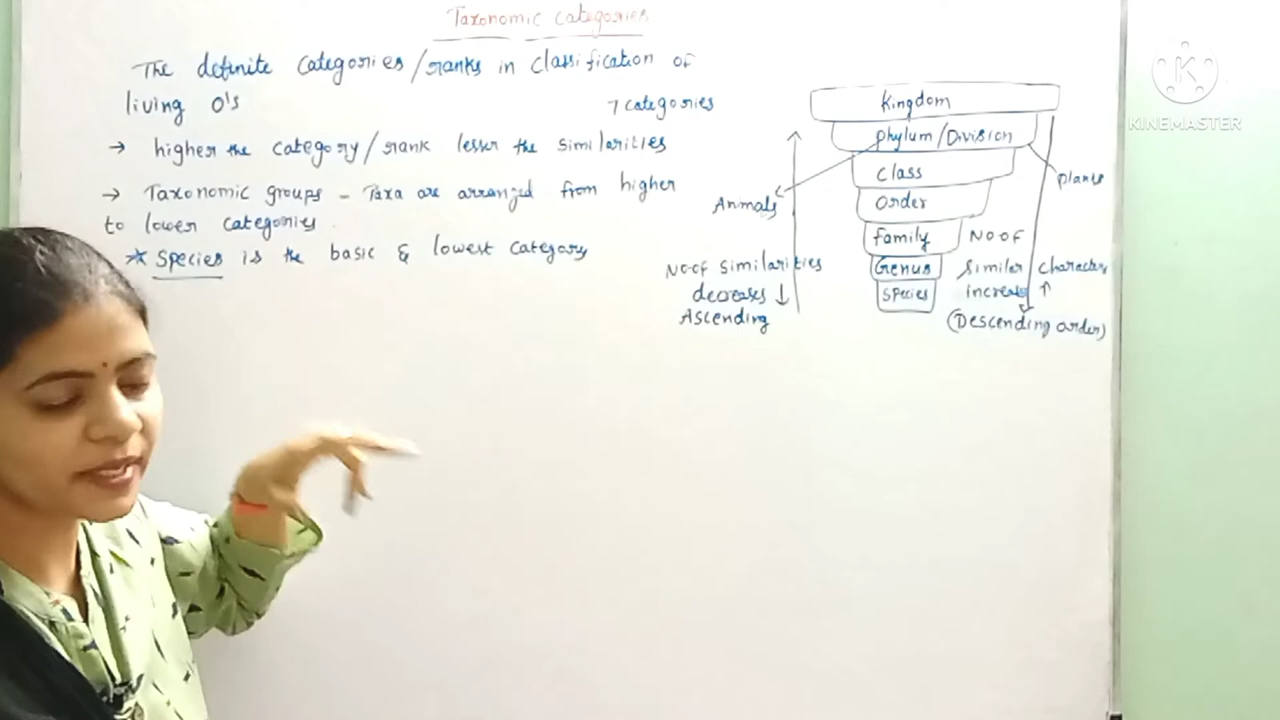 Taxonomic categories
The definite categories/ranks in classification of
living O's
7 categories
→ higher the category/rank lesser the similarities
→ Taxonomic groups - Taxa are arranged from higher
to lower categories.
* Species is the basic & lowest category
Kingdom
phylum/Division
class
order
family
Genus
species
Animals
plants
No of similarities
decreases ↓
Ascending
No of
Similar characters
increase ↑
(Descending order)
K
KINEMASTER